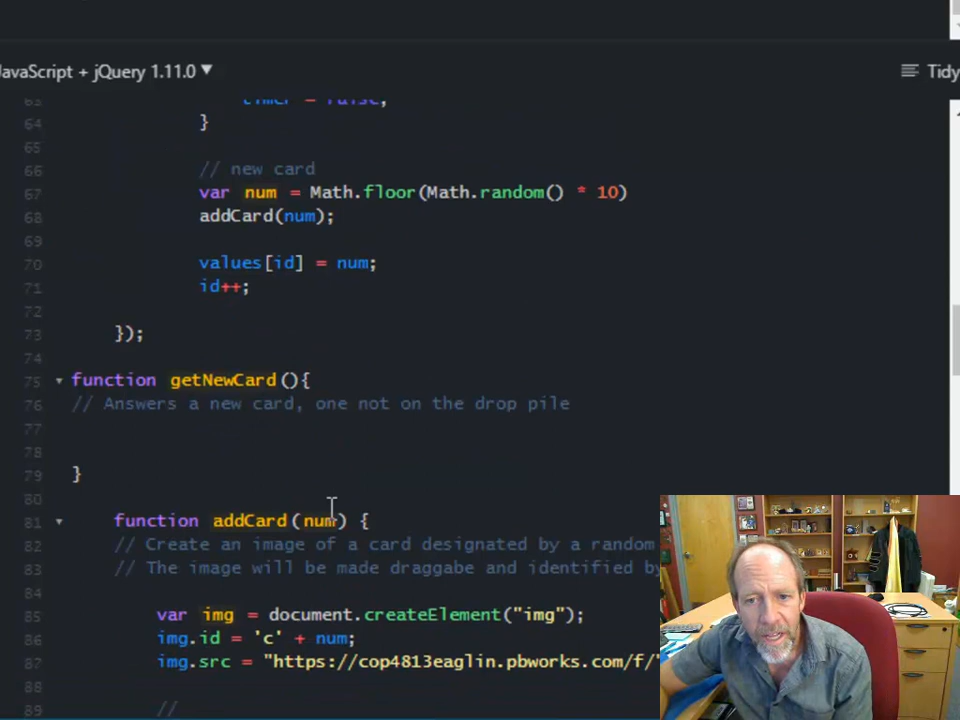 JavaScript + jQuery 1.11.0 ▼
Tidy
63 timer = false;
64 }
65
66 // new card
67 var num = Math.floor(Math.random() * 10)
68 addCard(num);
69
70 values[id] = num;
71 id++;
72
73 });
74
75 function getNewCard(){
76 // Answers a new card, one not on the drop pile
77
78
79 }
80
81 function addCard(num) {
82 // Create an image of a card designated by a random
83 // The image will be made draggabe and identified by
84
85 var img = document.createElement("img");
86 img.id = 'c' + num;
87 img.src = "https://cop4813eaglin.pbworks.com/f/"
88
89 //